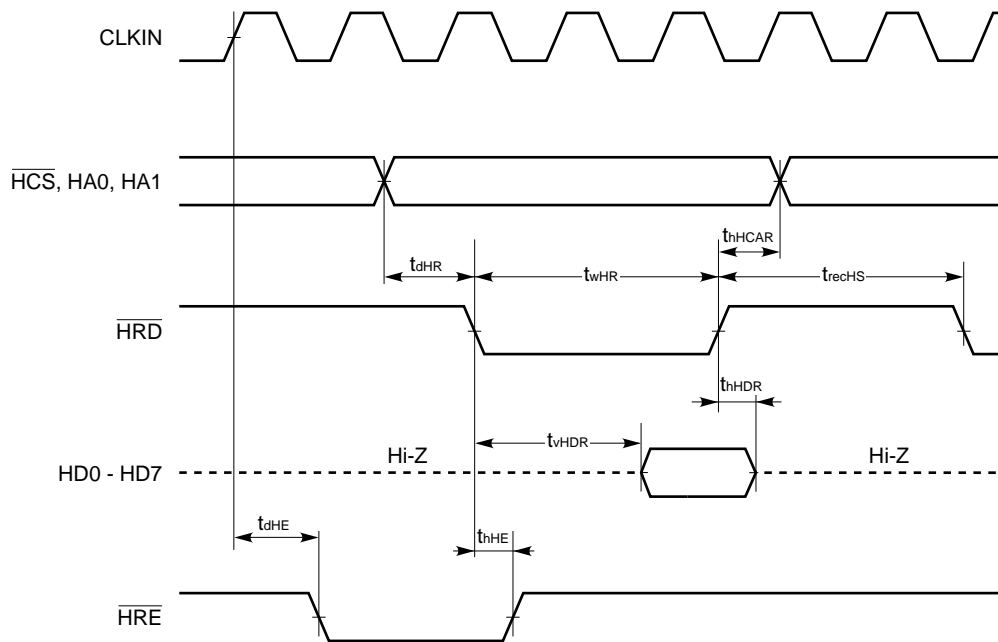 CLKIN
HCS, HA0, HA1
thHCAR
tdHR
twHR
trecHS
HRD
thHDR
tvHDR
Hi-Z
Hi-Z
HD0 - HD7
tdHE
thHE
HRE